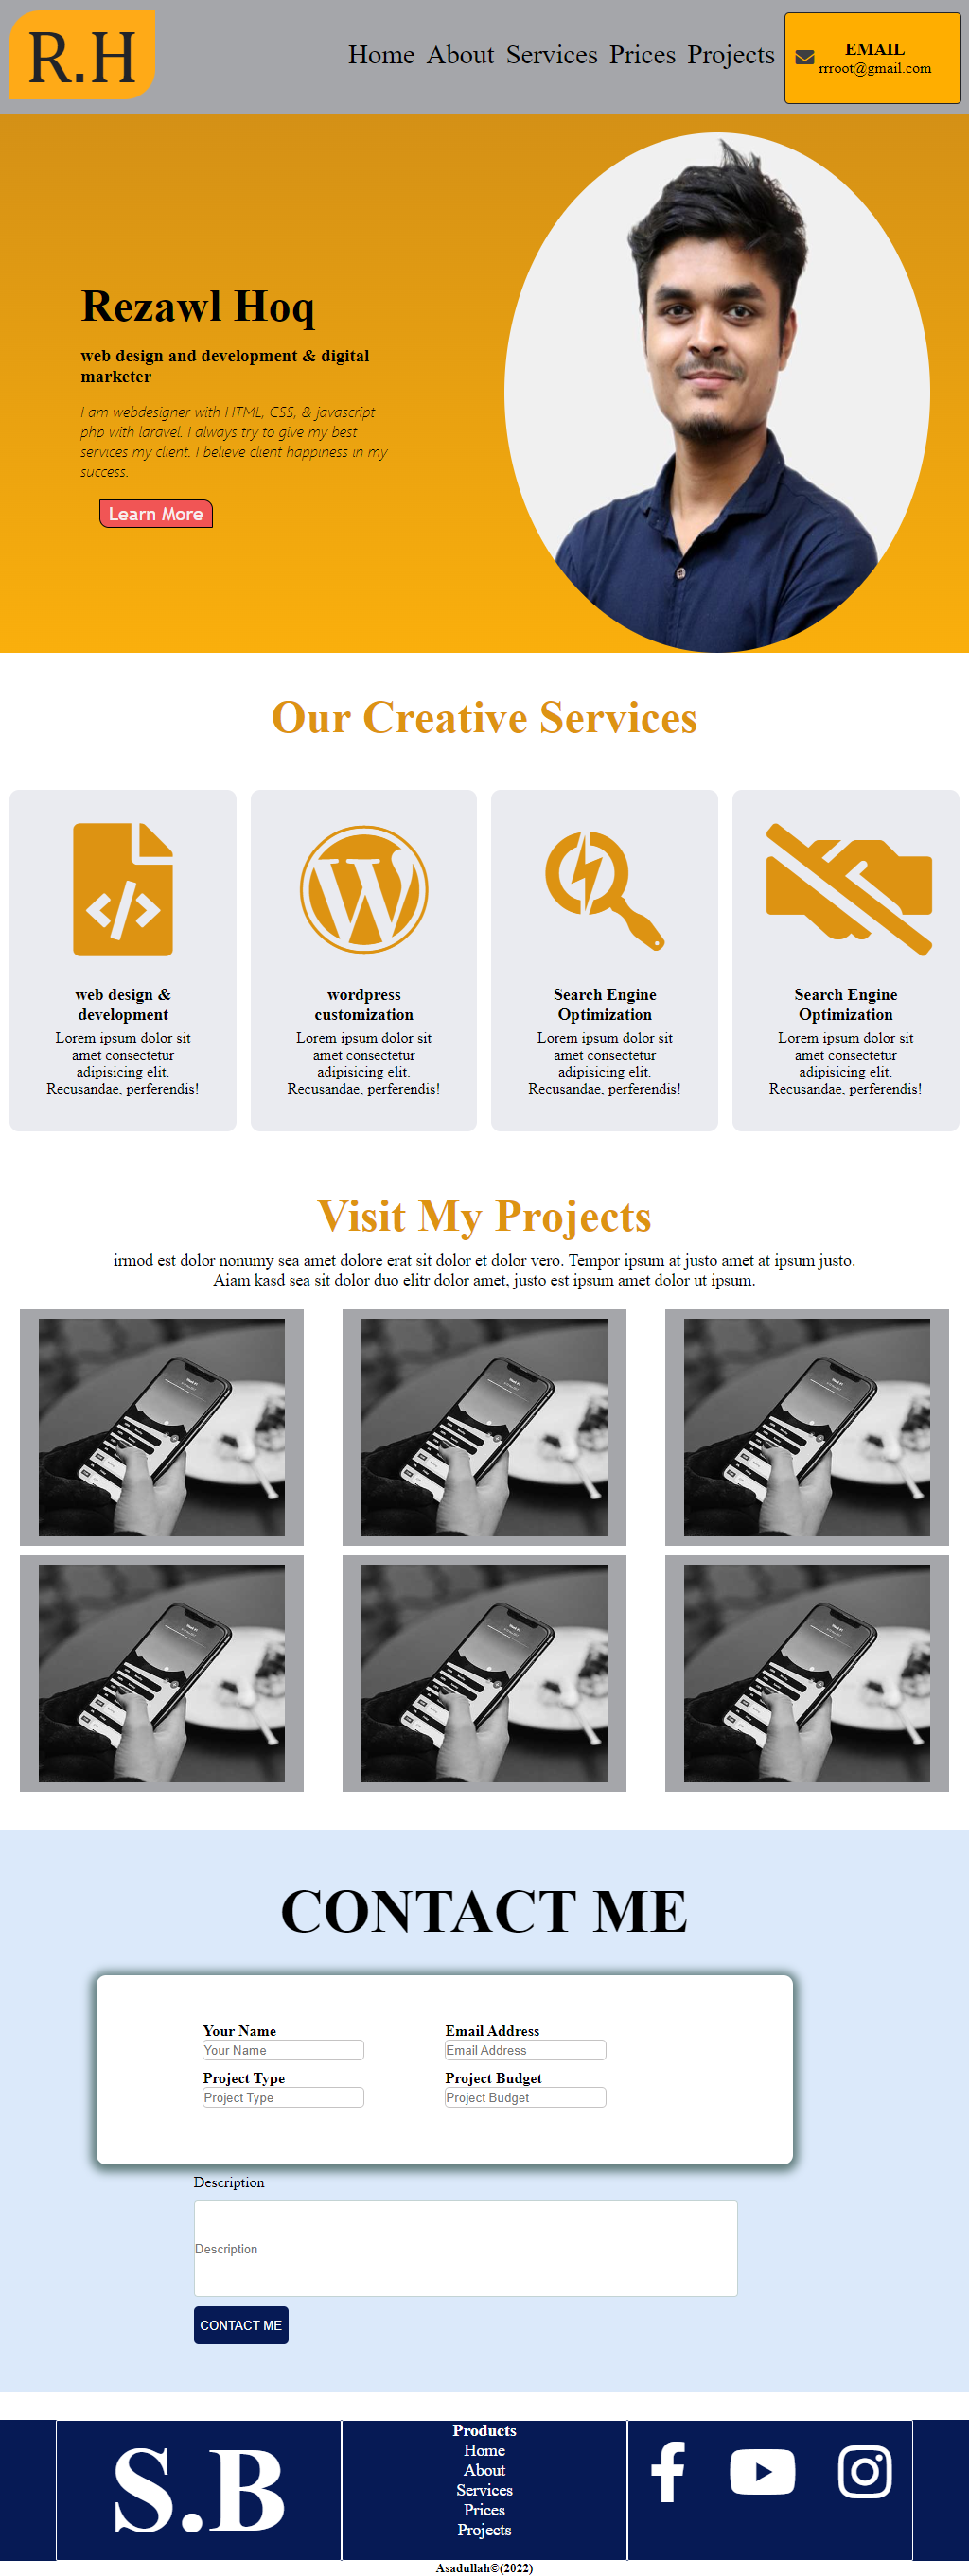 R.H
Home About Services Prices Projects
EMAIL
rrroot@gmail.com
Rezawl Hoq
web design and development & digital
marketer
I am webdesigner with HTML, CSS, & javascript
php with laravel. I always try to give my best
services my client. I believe client happiness in my
success.
Learn More
Our Creative Services
web design &
development
Lorem ipsum dolor sit
amet consectetur
adipisicing elit.
Recusandae, perferendis!
wordpress
customization
Lorem ipsum dolor sit
amet consectetur
adipisicing elit.
Recusandae, perferendis!
Search Engine
Optimization
Lorem ipsum dolor sit
amet consectetur
adipisicing elit.
Recusandae, perferendis!
Search Engine
Optimization
Lorem ipsum dolor sit
amet consectetur
adipisicing elit.
Recusandae, perferendis!
Visit My Projects
irmod est dolor nonumy sea amet dolore erat sit dolor et dolor vero. Tempor ipsum at justo amet at ipsum justo.
Aiam kasd sea sit dolor duo elitr dolor amet, justo est ipsum amet dolor ut ipsum.
CONTACT ME
Your Name
Your Name
Email Address
Email Address
Project Type
Project Type
Project Budget
Project Budget
Description
Description
CONTACT ME
S.B
Products
Home
About
Services
Prices
Projects
Asadullah©(2022)